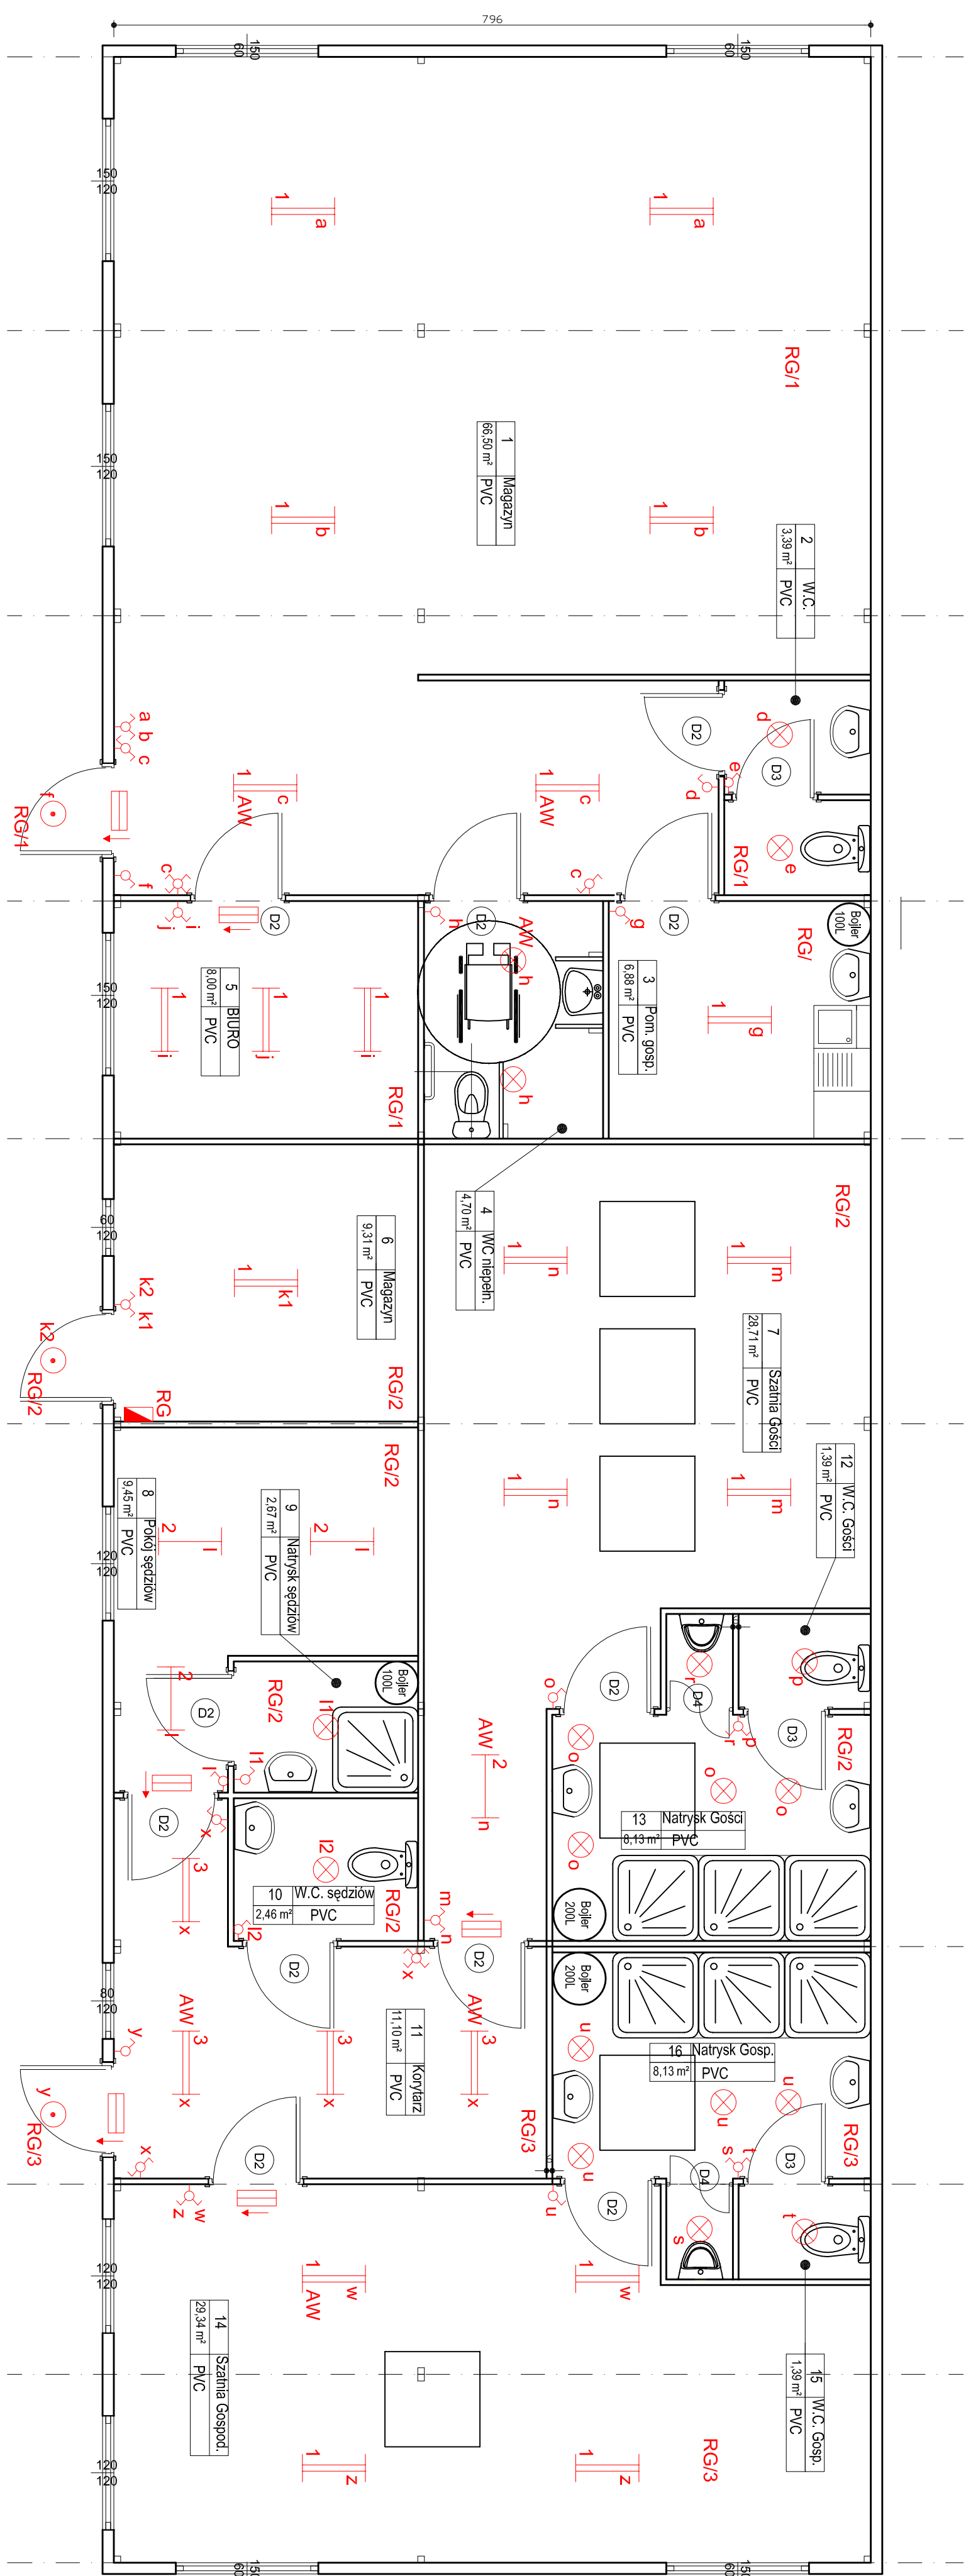 796
150
60
150
60
150
120
1
a
1
a
RG/1
1
Magazyn
66,50 m²
PVC
150
120
1
b
1
b
2
W.C.
3,39 m²
PVC
a
b
c
d
D2
D3
e
d
1
c
AW
1
c
AW
f
RG/1
e
RG/1
f
c
i
j
c
g
h
D2
D2
D2
AW
h
RG/
Bojler
100L
3
Pom. gosp.
6,88 m²
PVC
1
g
5
BIURO
8,00 m²
PVC
150
120
1
i
1
j
1
i
RG/1
h
4
WC niepełn.
4,70 m²
PVC
RG/2
60
120
6
Magazyn
9,31 m²
PVC
1
k1
1
n
1
m
k2
k1
k2
RG/2
RG
RG/2
7
Szatnia Gości
28,71 m²
PVC
RG/2
12
W.C. Gości
1,39 m²
PVC
8
Pokój sędziów
9,45 m²
PVC
9
Natrysk sędziów
2,67 m²
PVC
1
n
1
m
120
120
2
l
2
l
2
l
D2
RG/2
l1
Bojler
100L
l
l1
o
D2
r
D4
p
r
p
D3
RG/2
AW
2
n
o
o
o
o
13
Natrysk Gości
8,13 m²
PVC
x
D2
3
x
l2
10
W.C. sędziów
2,46 m²
PVC
RG/2
l2
D2
m
n
x
D2
Bojler
200L
Bojler
200L
80
120
y
AW
3
x
3
x
AW
3
x
11
Korytarz
11,10 m²
PVC
u
16
Natrysk Gosp.
8,13 m²
PVC
u
u
u
y
RG/3
x
RG/3
RG/3
D2
z
w
u
D2
s
D4
t
D3
s
t
1
w
AW
1
w
120
120
14
Szatnia Gospod.
29,34 m²
PVC
15
W.C. Gosp.
1,39 m²
PVC
1
z
1
z
RG/3
120
120
150
60
150
60